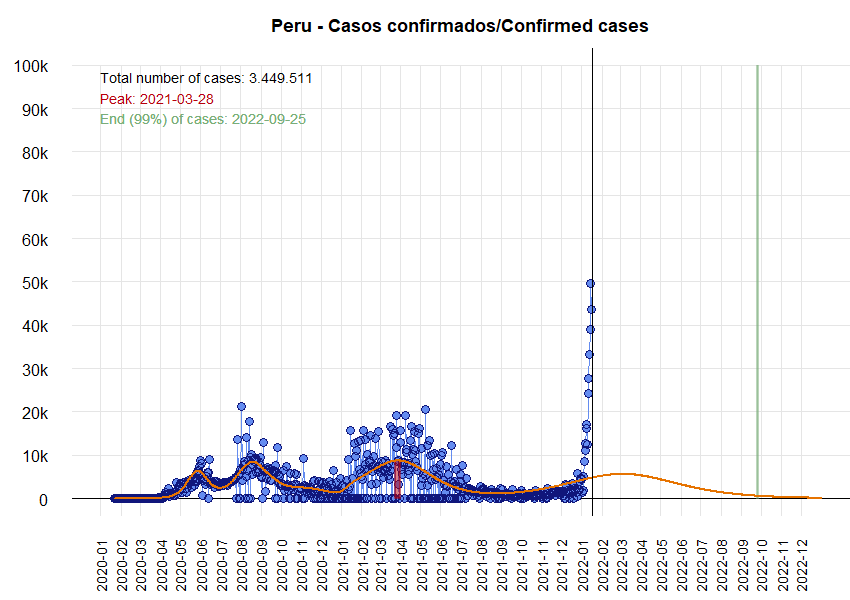 Peru - Casos confirmados/Confirmed cases
100k
Total number of cases: 3.449.511
Peak: 2021-03-28
90k
End (99%) of cases: 2022-09-25
80k
70k
60k
50k
40k
30k
20k
10k
0
2020-01
2020-02
2020-03
2020-04
2020-05
2020-06
2020-07
2020-08
2020-09
2020-10
2020-11
2020-12
2021-01
2021-02
2021-03
2021-04
2021-05
2021-06
2021-07
2021-08
2021-09
2021-10
2021-11
2021-12
2022-01
2022-02
2022-03
2022-04
2022-05
2022-06
2022-07
2022-08
2022-09
2022-10
2022-11
2022-12